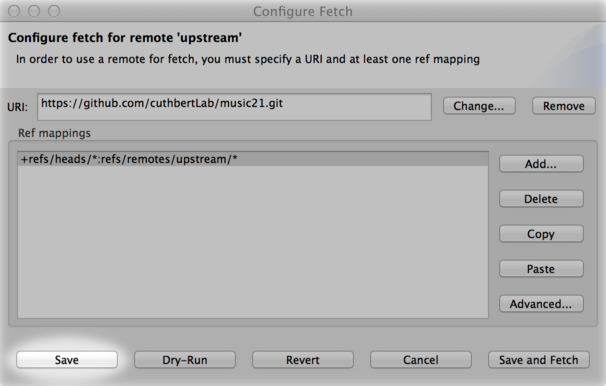 Configure Fetch
Configure fetch for remote 'upstream'
In order to use a remote for fetch, you must specify a URI and at least one ref mapping
URI: https://github.com/cuthbertLab/music21.git Change... Remove
Ref mappings
+refs/heads/*:refs/remotes/upstream/*
Add...
Delete
Copy
Paste
Advanced...
Save Dry-Run Revert Cancel Save and Fetch